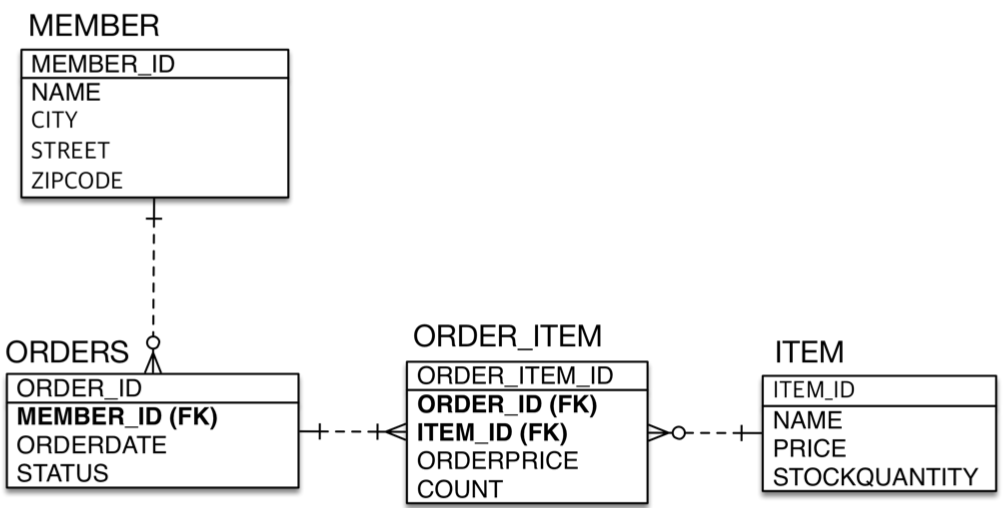 MEMBER
MEMBER_ID
NAME
CITY
STREET
ZIPCODE
ORDERS
ORDER_ID
MEMBER_ID (FK)
ORDERDATE
STATUS
ORDER_ITEM
ORDER_ITEM_ID
ORDER_ID (FK)
ITEM_ID (FK)
ORDERPRICE
COUNT
ITEM
ITEM_ID
NAME
PRICE
STOCKQUANTITY